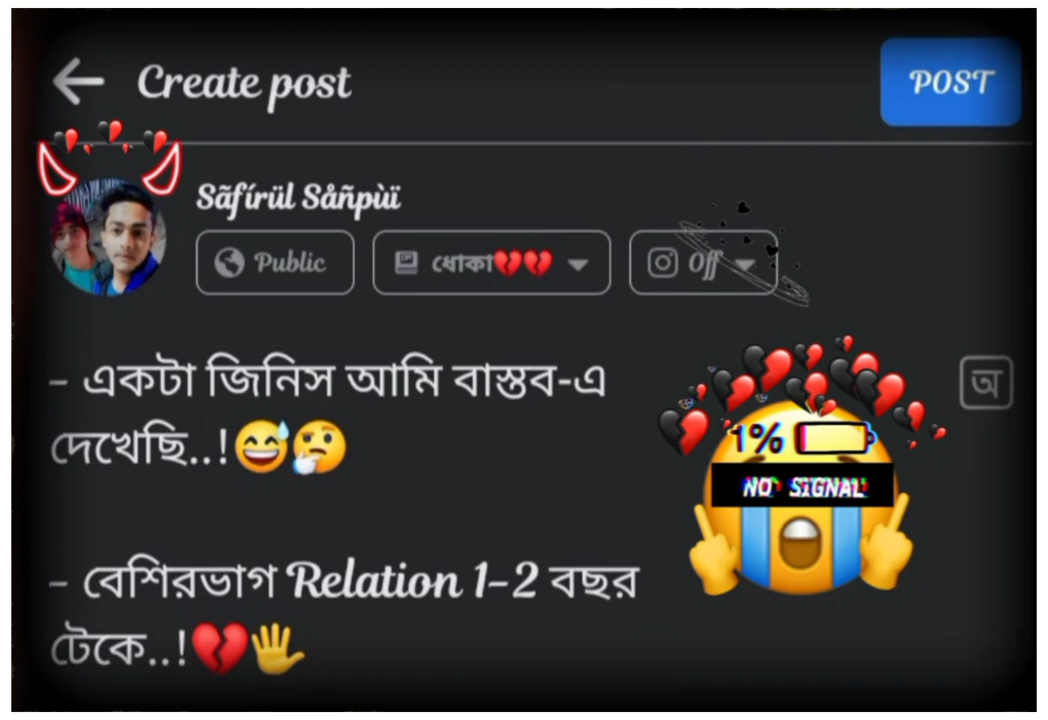 Create post
POST
Sãfírül Såñpùï
Public
ধোকা💔💔
Off
– একটা জিনিস আমি বাস্তব-এ
দেখেছি..!😅🤔
অ
1%
NO SIGNAL
– বেশিরভাগ Relation 1–2 বছর
টেকে..!💔🖐